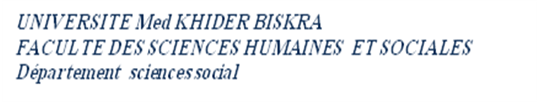 UNIVERSITE Med KHIDER BISKRA
FACULTE DES SCIENCES HUMAINES ET SOCIALES
Département sciences social